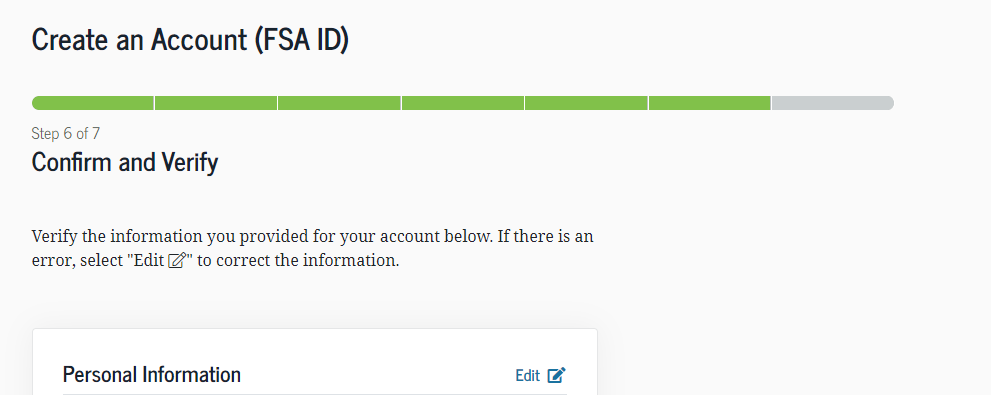 Create an Account (FSA ID)
Step 6 of 7
Confirm and Verify
Verify the information you provided for your account below. If there is an
error, select "Edit " to correct the information.
Personal Information
Edit